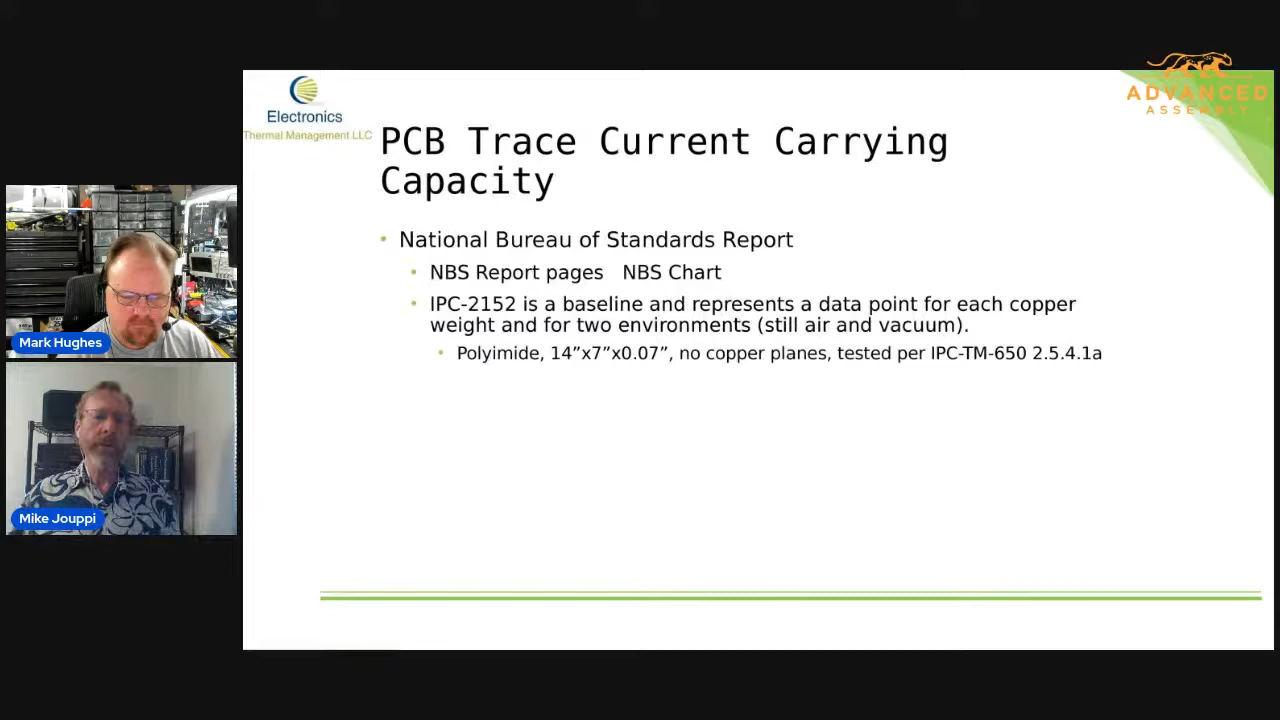 Electronics
Thermal Management LLC
ADVANCED
ASSEMBLY
PCB Trace Current Carrying
Capacity
• National Bureau of Standards Report
• NBS Report pages NBS Chart
• IPC-2152 is a baseline and represents a data point for each copper
weight and for two environments (still air and vacuum).
• Polyimide, 14”x7”x0.07”, no copper planes, tested per IPC-TM-650 2.5.4.1a
Mark Hughes
Mike Jouppi